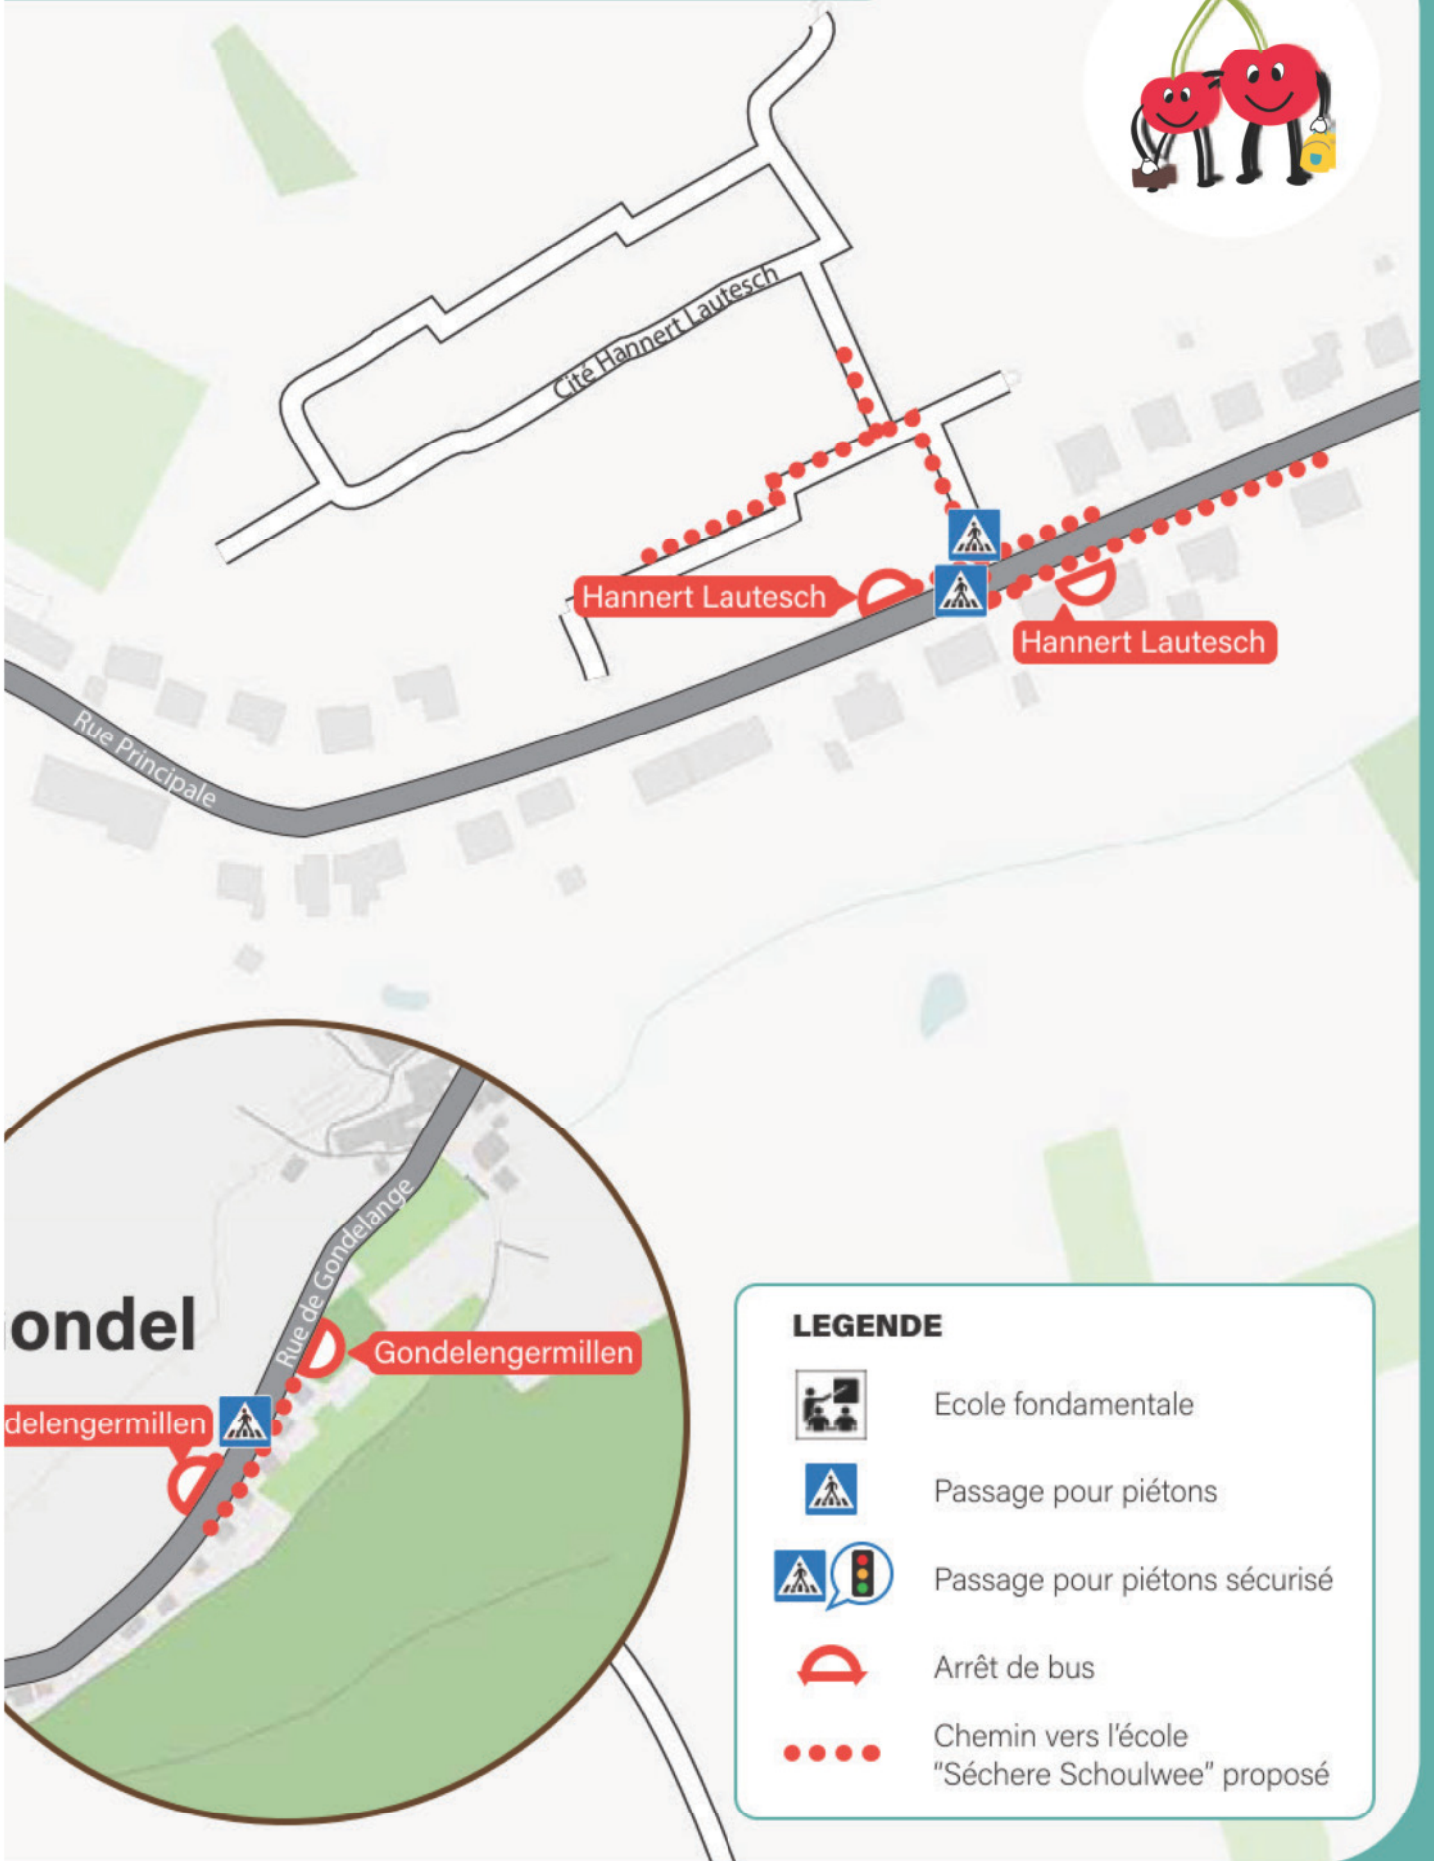 Cité Hannert Lautesch
Hannert Lautesch
Hannert Lautesch
Rue Principale
Rue de Gondelange
ondel
Gondelengermillen
delengermillen
LEGENDE
Ecole fondamentale
Passage pour piétons
Passage pour piétons sécurisé
Arrêt de bus
Chemin vers l'école
"Séchere Schoulwee" proposé